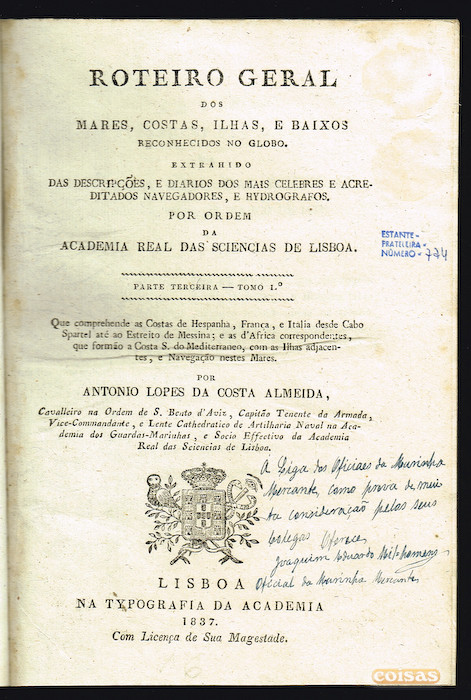 ROTEIRO GERAL
DOS
MARES, COSTAS, ILHAS, E BAIXOS
RECONHECIDOS NO GLOBO.
EXTRAHIDO
DAS DESCRIPÇÕES, E DIARIOS DOS MAIS CELEBRES E ACRE-
DITADOS NAVEGADORES, E HYDROGRAFOS.
POR ORDEM
DA
ACADEMIA REAL DAS SCIENCIAS DE LISBOA.
ESTANTE-
PRATELEIRA-
NÚMERO- 774
PARTE TERCEIRA — TOMO I.º
Que comprehende as Costas de Hespanha, França, e Italia desde Cabo
Spartel até ao Estreito de Messina; e as d'Africa correspondentes,
que formão a Costa S. do Mediterraneo, com as Ilhas adjacen-
tes, e Navegação nestes Mares.
POR
ANTONIO LOPES DA COSTA ALMEIDA,
Cavalleiro na Ordem de S. Bento d'Aviz, Capitão Tenente da Armada,
Vice-Commandante, e Lente Cathedratico de Artilharia Naval na Aca-
demia dos Guardas-Marinhas, e Socio Effectivo da Academia
Real das Sciencias de Lisboa.
A Liga dos Oficiaes da Marinha
Mercante, como prova de mui
ta consideração pelos seus
colegas Oferece
Joaquim Eduardo
Oficial da Marinha Mercante
LISBOA
NA TYPOGRAFIA DA ACADEMIA
1837.
Com Licença de Sua Magestade.
coisas